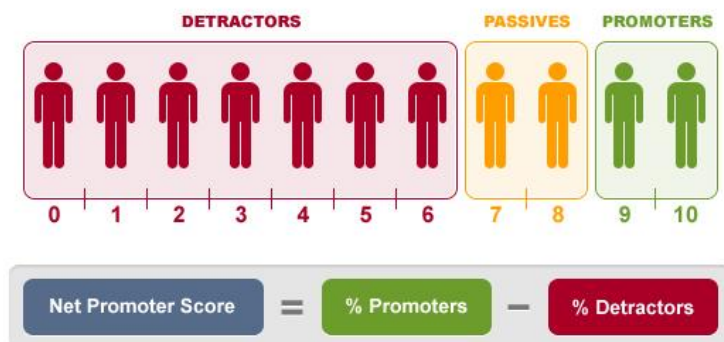 DETRACTORS PASSIVES PROMOTERS
0 1 2 3 4 5 6 7 8 9 10
Net Promoter Score = % Promoters − % Detractors